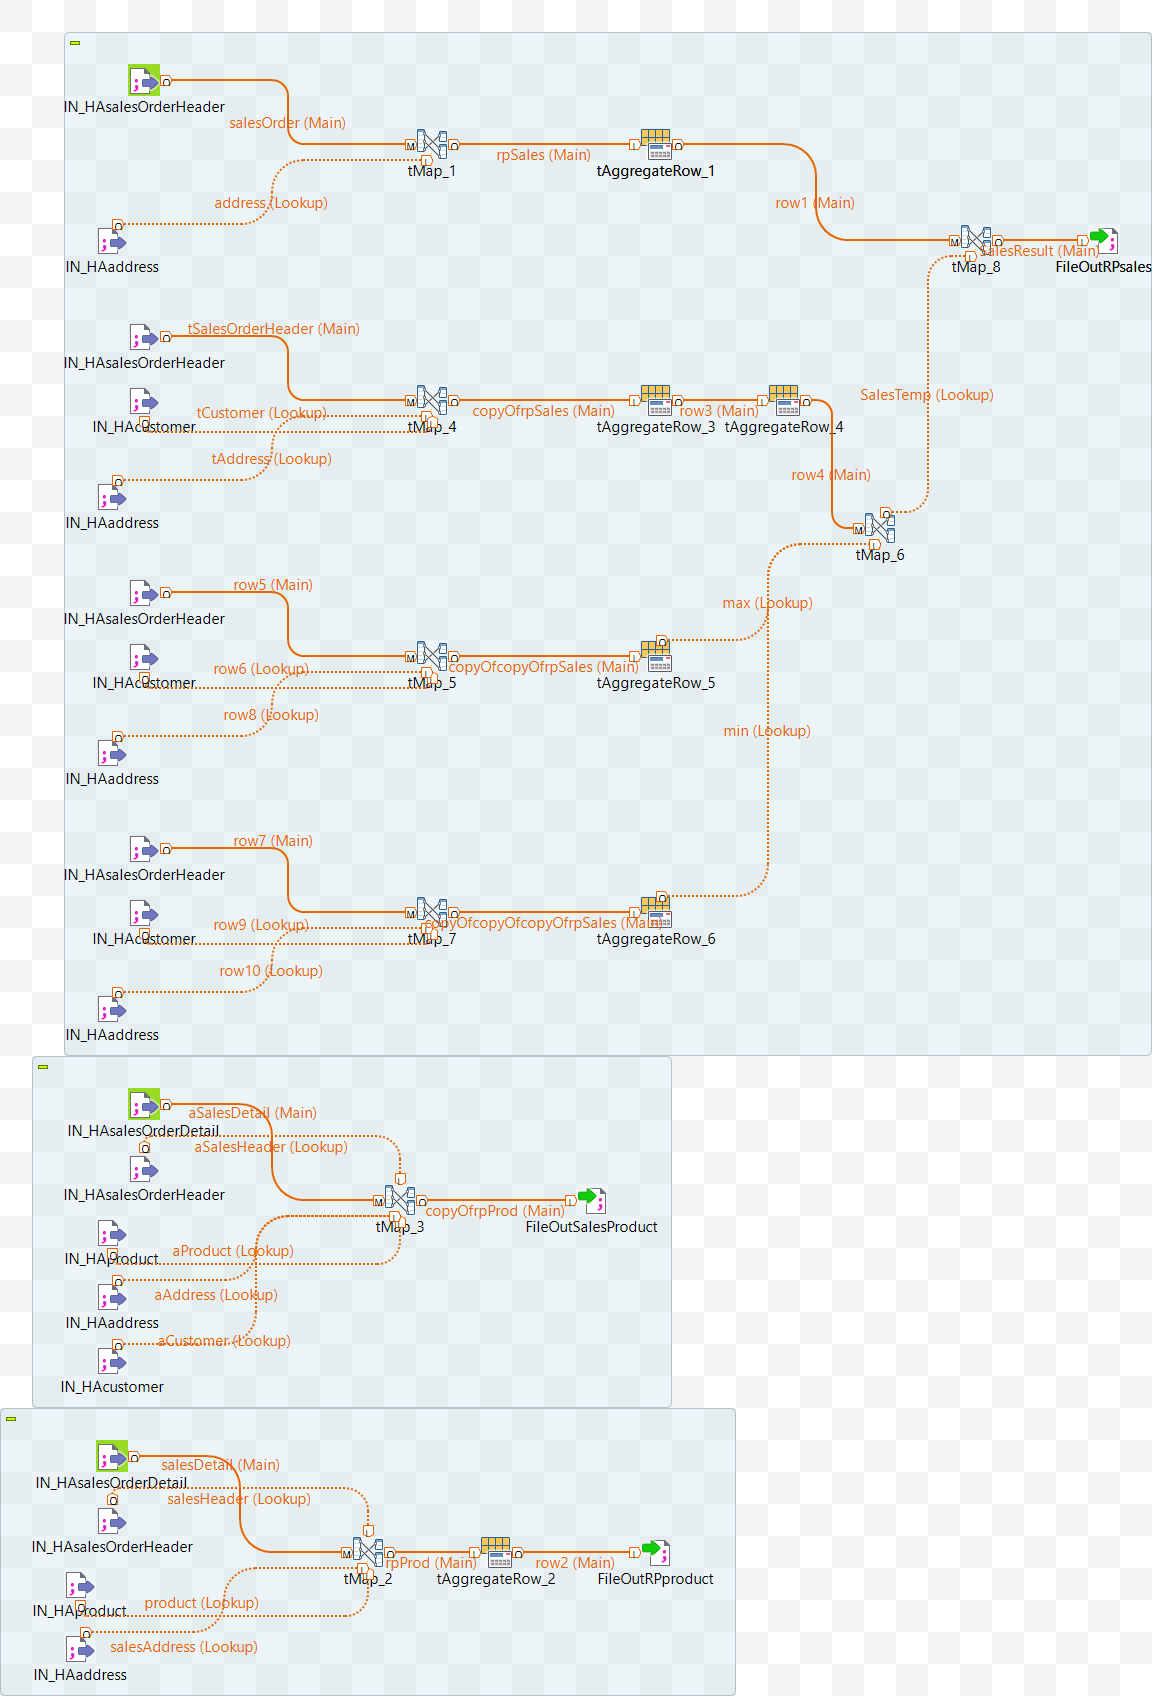 IN_HAsalesOrderHeader
salesOrder (Main)
rpSales (Main)
tMap_1
tAggregateRow_1
address (Lookup)
row1 (Main)
IN_HAaddress
SalesResult (Main)
tMap_8
FileOutRPsales
tSalesOrderHeader (Main)
IN_HAsalesOrderHeader
SalesTemp (Lookup)
tCustomer (Lookup)
copyOfrpSales (Main)
row3 (Main)
IN_HAcustomer
tMap_4
tAggregateRow_3
tAggregateRow_4
tAddress (Lookup)
row4 (Main)
IN_HAaddress
tMap_6
row5 (Main)
max (Lookup)
IN_HAsalesOrderHeader
row6 (Lookup)
copyOfcopyOfrpSales (Main)
IN_HAcustomer
tMap_5
tAggregateRow_5
row8 (Lookup)
min (Lookup)
IN_HAaddress
row7 (Main)
IN_HAsalesOrderHeader
row9 (Lookup)
copyOfcopyOfcopyOfrpSales (Main)
IN_HAcustomer
tMap_7
tAggregateRow_6
row10 (Lookup)
IN_HAaddress
aSalesDetail (Main)
IN_HAsalesOrderDetail
aSalesHeader (Lookup)
IN_HAsalesOrderHeader
copyOfrpProd (Main)
tMap_3
FileOutSalesProduct
aProduct (Lookup)
IN_HAproduct
aAddress (Lookup)
IN_HAaddress
aCustomer (Lookup)
IN_HAcustomer
salesDetail (Main)
IN_HAsalesOrderDetail
salesHeader (Lookup)
IN_HAsalesOrderHeader
rpProd (Main)
row2 (Main)
tMap_2
tAggregateRow_2
FileOutRPproduct
product (Lookup)
IN_HAproduct
salesAddress (Lookup)
IN_HAaddress